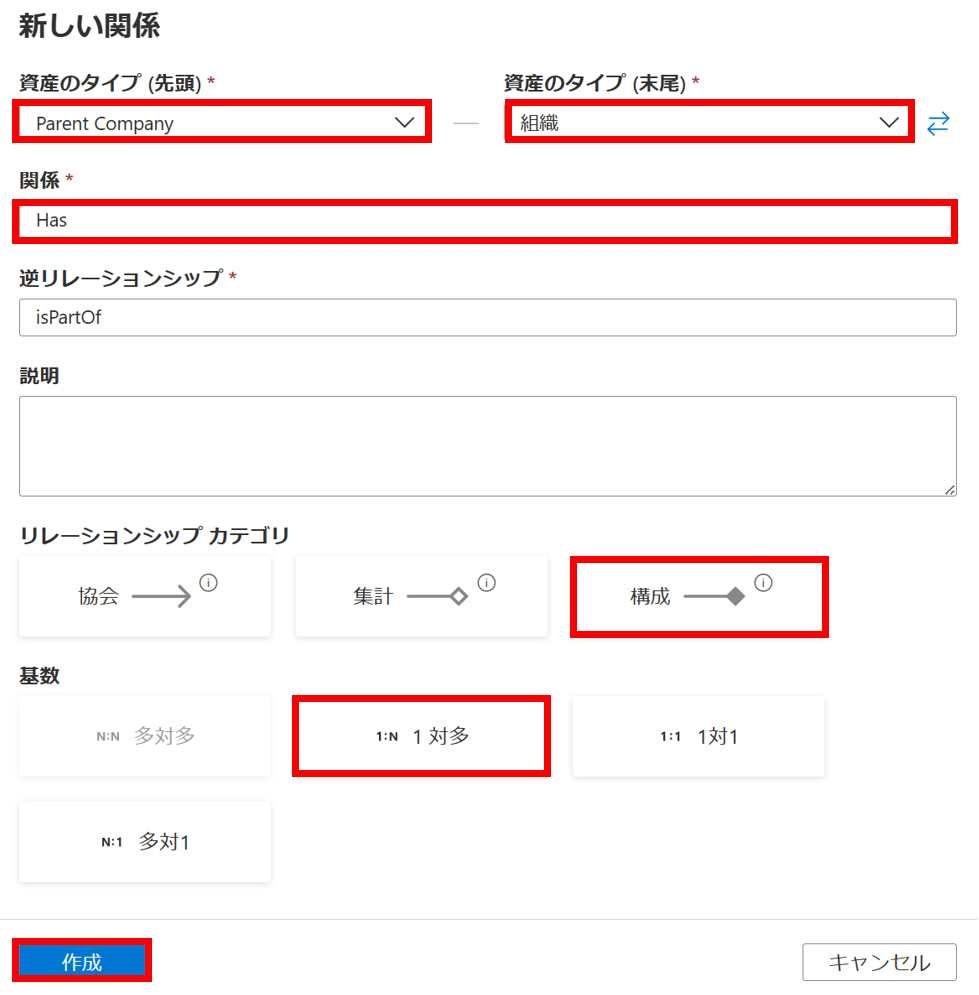 新しい関係
資産のタイプ (先頭) *
資産のタイプ (末尾) *
Parent Company
組織
関係 *
Has
逆リレーションシップ *
isPartOf
説明
リレーションシップ カテゴリ
協会
集計
構成
基数
N:N 多対多
1:N 1 対多
1:1 1対1
N:1 多対1
作成
キャンセル